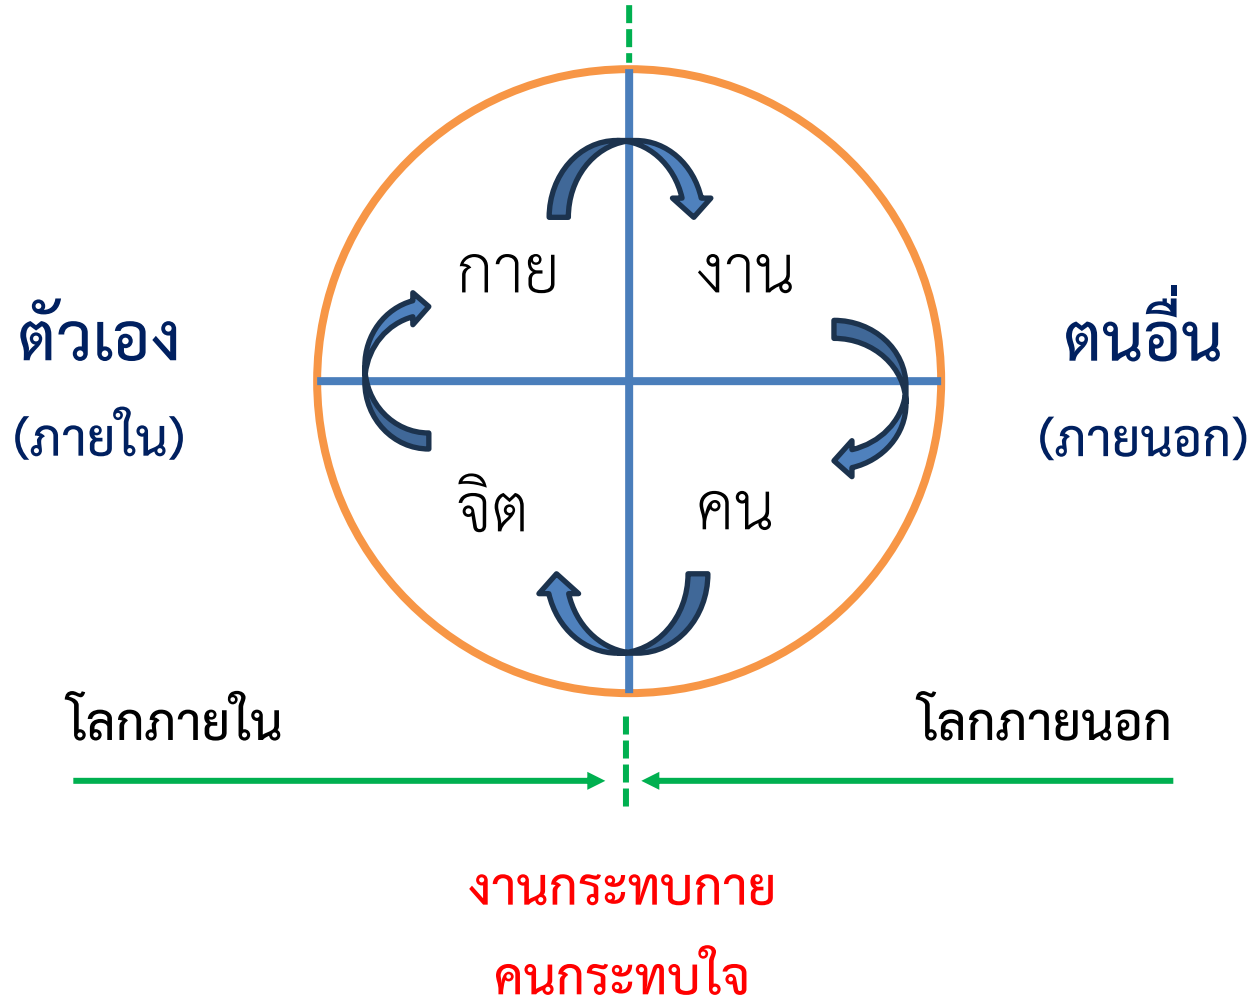 กาย งาน
ตัวเอง
(ภายใน)
ตนอื่น
(ภายนอก)
จิต คน
โลกภายใน
โลกภายนอก
งานกระทบกาย
คนกระทบใจ